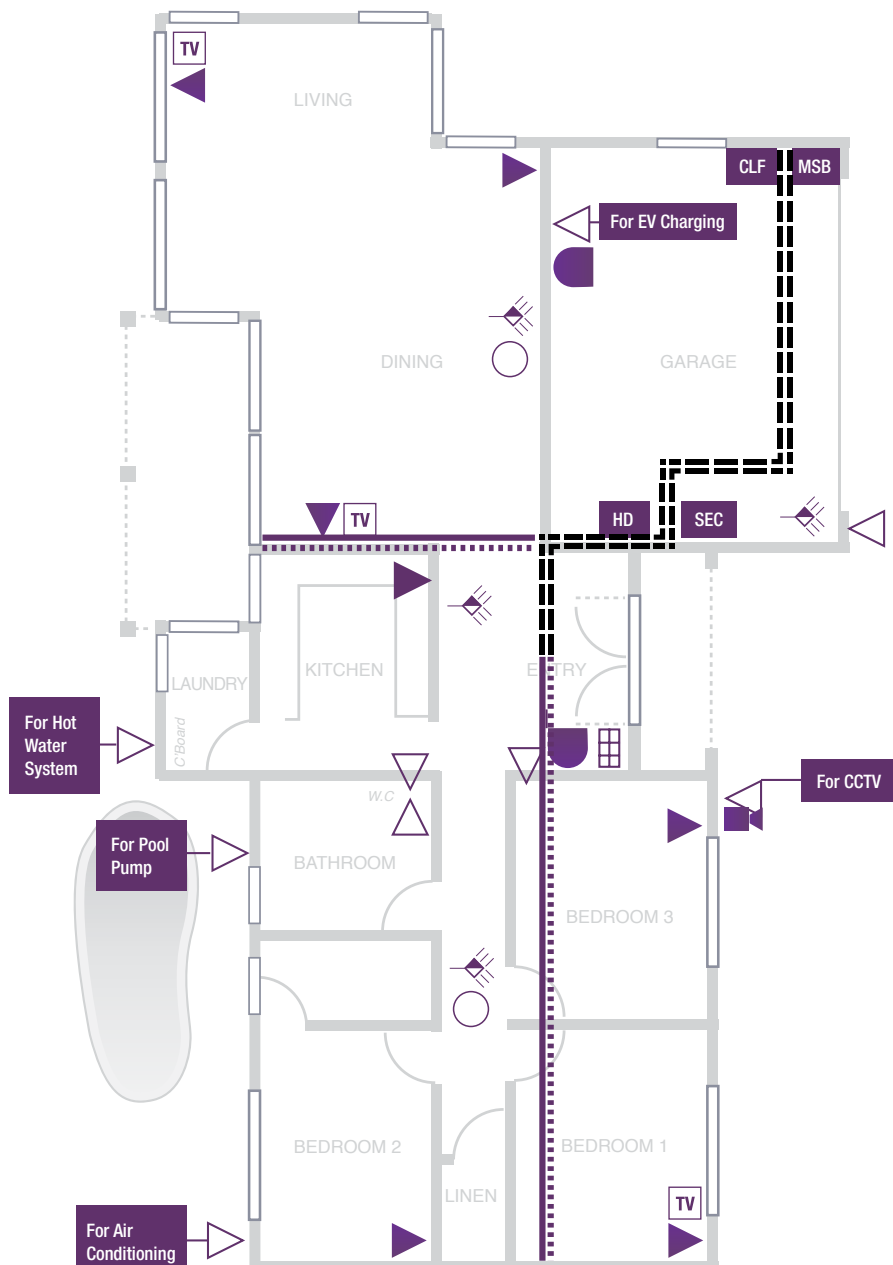 TV
LIVING
CLF
MSB
For EV Charging
DINING
GARAGE
TV
HD
SEC
KITCHEN
ENTRY
LAUNDRY
C'Board
For Hot
Water
System
W.C
For CCTV
For Pool
Pump
BATHROOM
BEDROOM 3
BEDROOM 2
BEDROOM 1
LINEN
TV
For Air
Conditioning